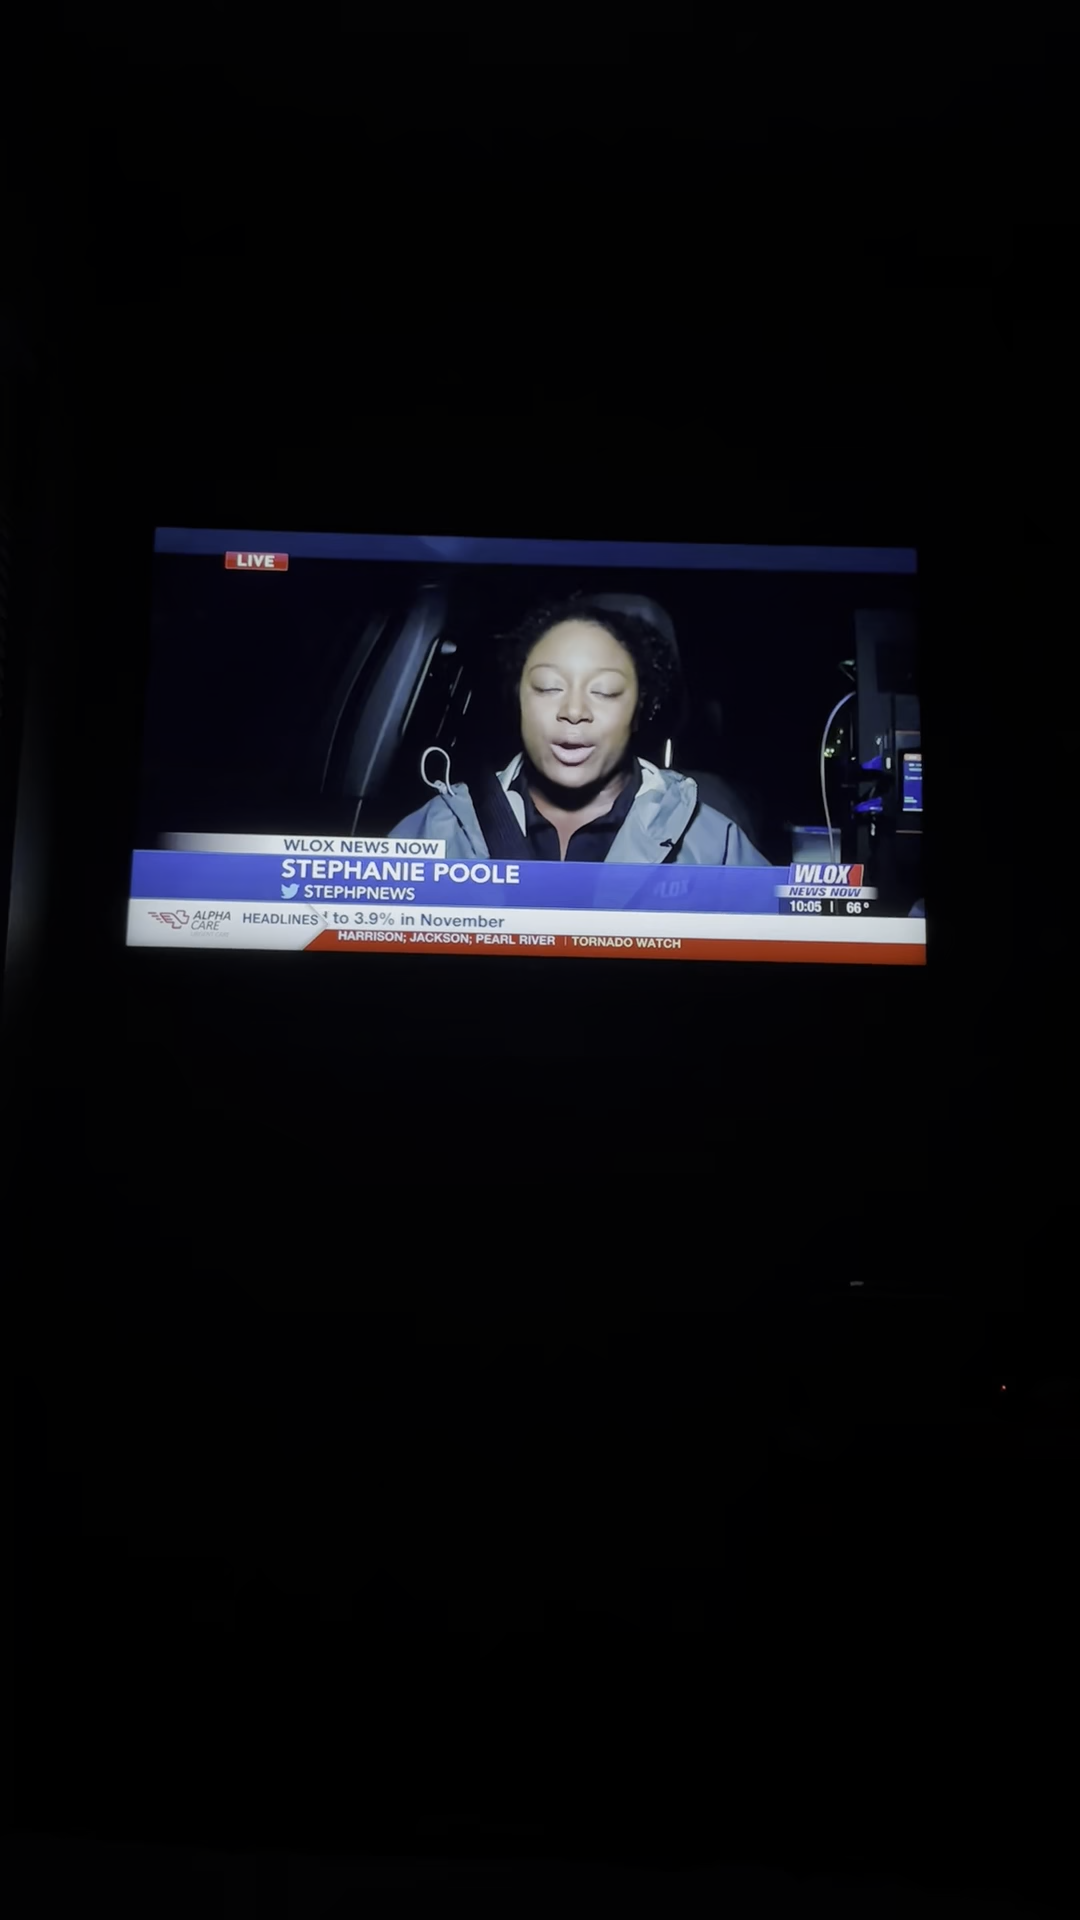 LIVE
WLOX NEWS NOW
STEPHANIE POOLE
STEPHPNEWS
WLOX
NEWS NOW
10:05 | 66°
ALPHA
CARE
HEADLINES
to 3.9% in November
HARRISON; JACKSON; PEARL RIVER | TORNADO WATCH